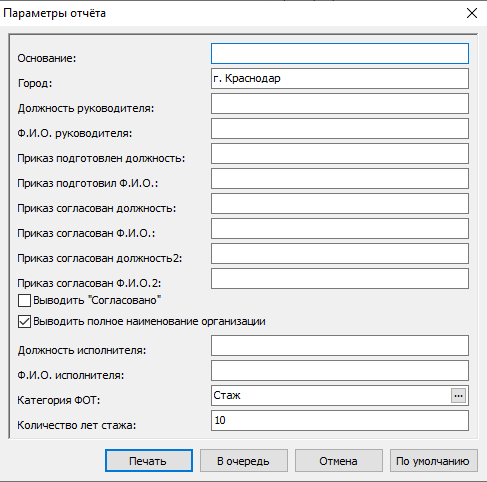 Параметры отчёта
Основание:
Город: г. Краснодар
Должность руководителя:
Ф.И.О. руководителя:
Приказ подготовлен должность:
Приказ подготовил Ф.И.О.:
Приказ согласован должность:
Приказ согласован Ф.И.О.:
Приказ согласован должность2:
Приказ согласован Ф.И.О.2:
Выводить "Согласовано"
Выводить полное наименование организации
Должность исполнителя:
Ф.И.О. исполнителя:
Категория ФОТ: Стаж ...
Количество лет стажа: 10
Печать В очередь Отмена По умолчанию